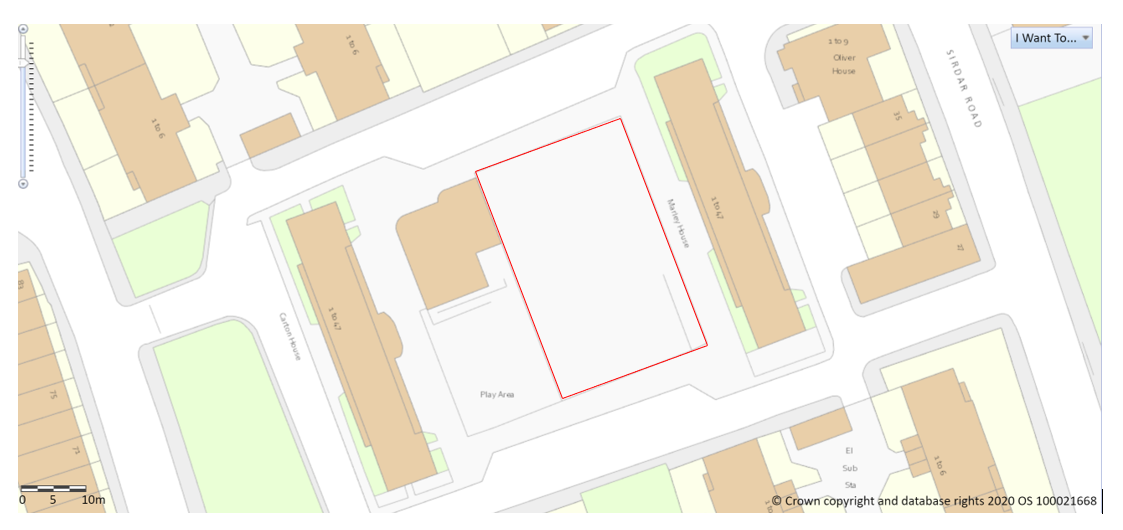 I Want To...
1 to 9
Oliver
House
SIRDAR ROAD
1 to 6
1 to 6
35
29
27
1 to 47
Marley House
1 to 47
Carton House
Play Area
83
75
71
El
Sub
Sta
1 to 6
0 5 10m
© Crown copyright and database rights 2020 OS 100021668